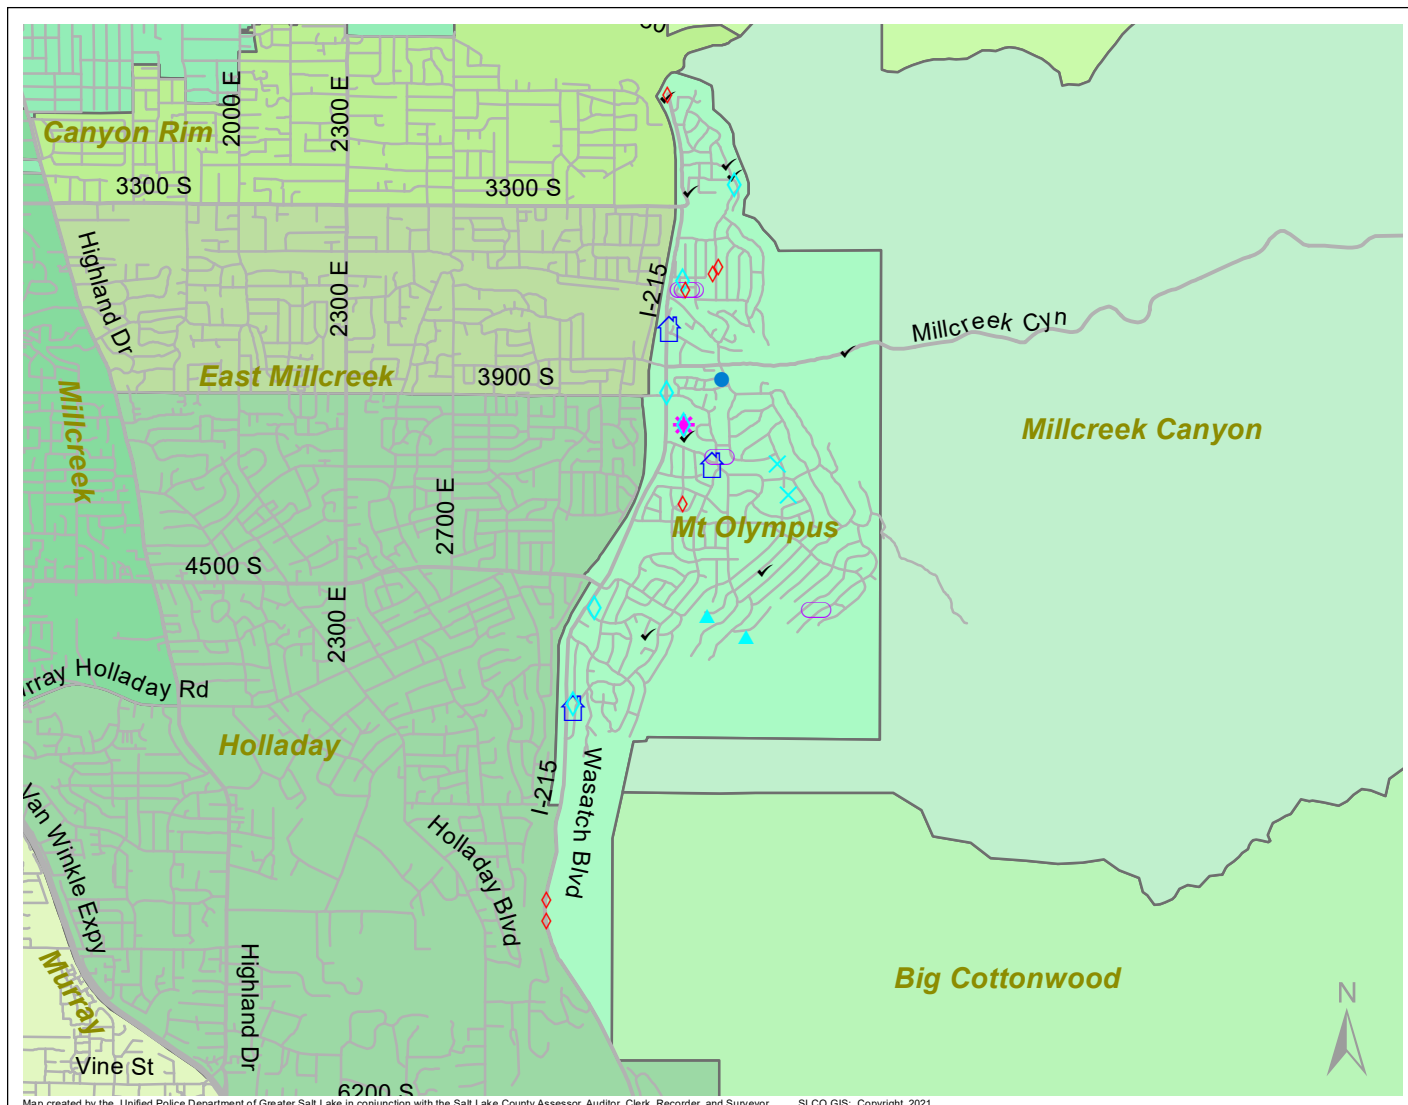 Canyon Rim
2000 E
2300 E
3300 S
3300 S
Highland Dr
2300 E
I-215
Millcreek Cyn
East Millcreek
3900 S
Millcreek
Millcreek Canyon
2700 E
Mt Olympus
4500 S
2300 E
Holladay Rd
Holladay
I-215
Wasatch Blvd
Van Winkle Expy
Holladay Blvd
Murray
Highland Dr
Big Cottonwood
N
Vine St
6200 S
Map created by the Unified Police Department of Greater Salt Lake in conjunction with the Salt Lake County Assessor, Auditor, Clerk, Recorder, and Surveyor. SLCO GIS: Copyright 2021